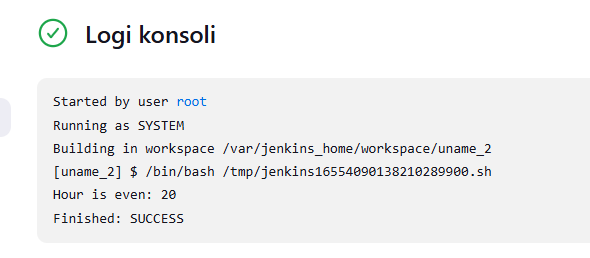 Logi konsoli
Started by user root
Running as SYSTEM
Building in workspace /var/jenkins_home/workspace/uname_2
[uname_2] $ /bin/bash /tmp/jenkins16554090138210289900.sh
Hour is even: 20
Finished: SUCCESS